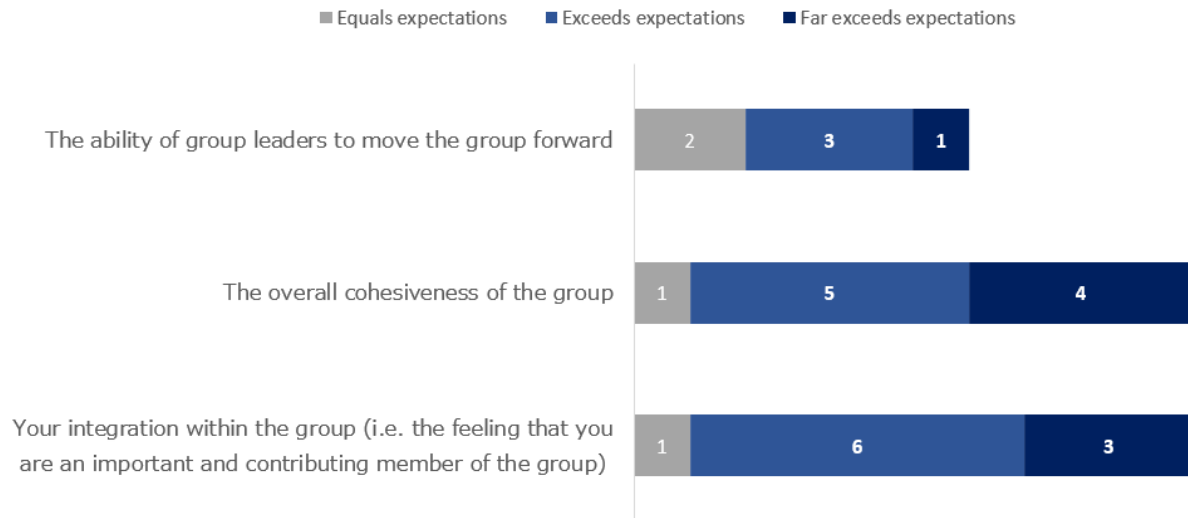 Equals expectations Exceeds expectations Far exceeds expectations
The ability of group leaders to move the group forward 2 3 1
The overall cohesiveness of the group 1 5 4
Your integration within the group (i.e. the feeling that you
are an important and contributing member of the group) 1 6 3